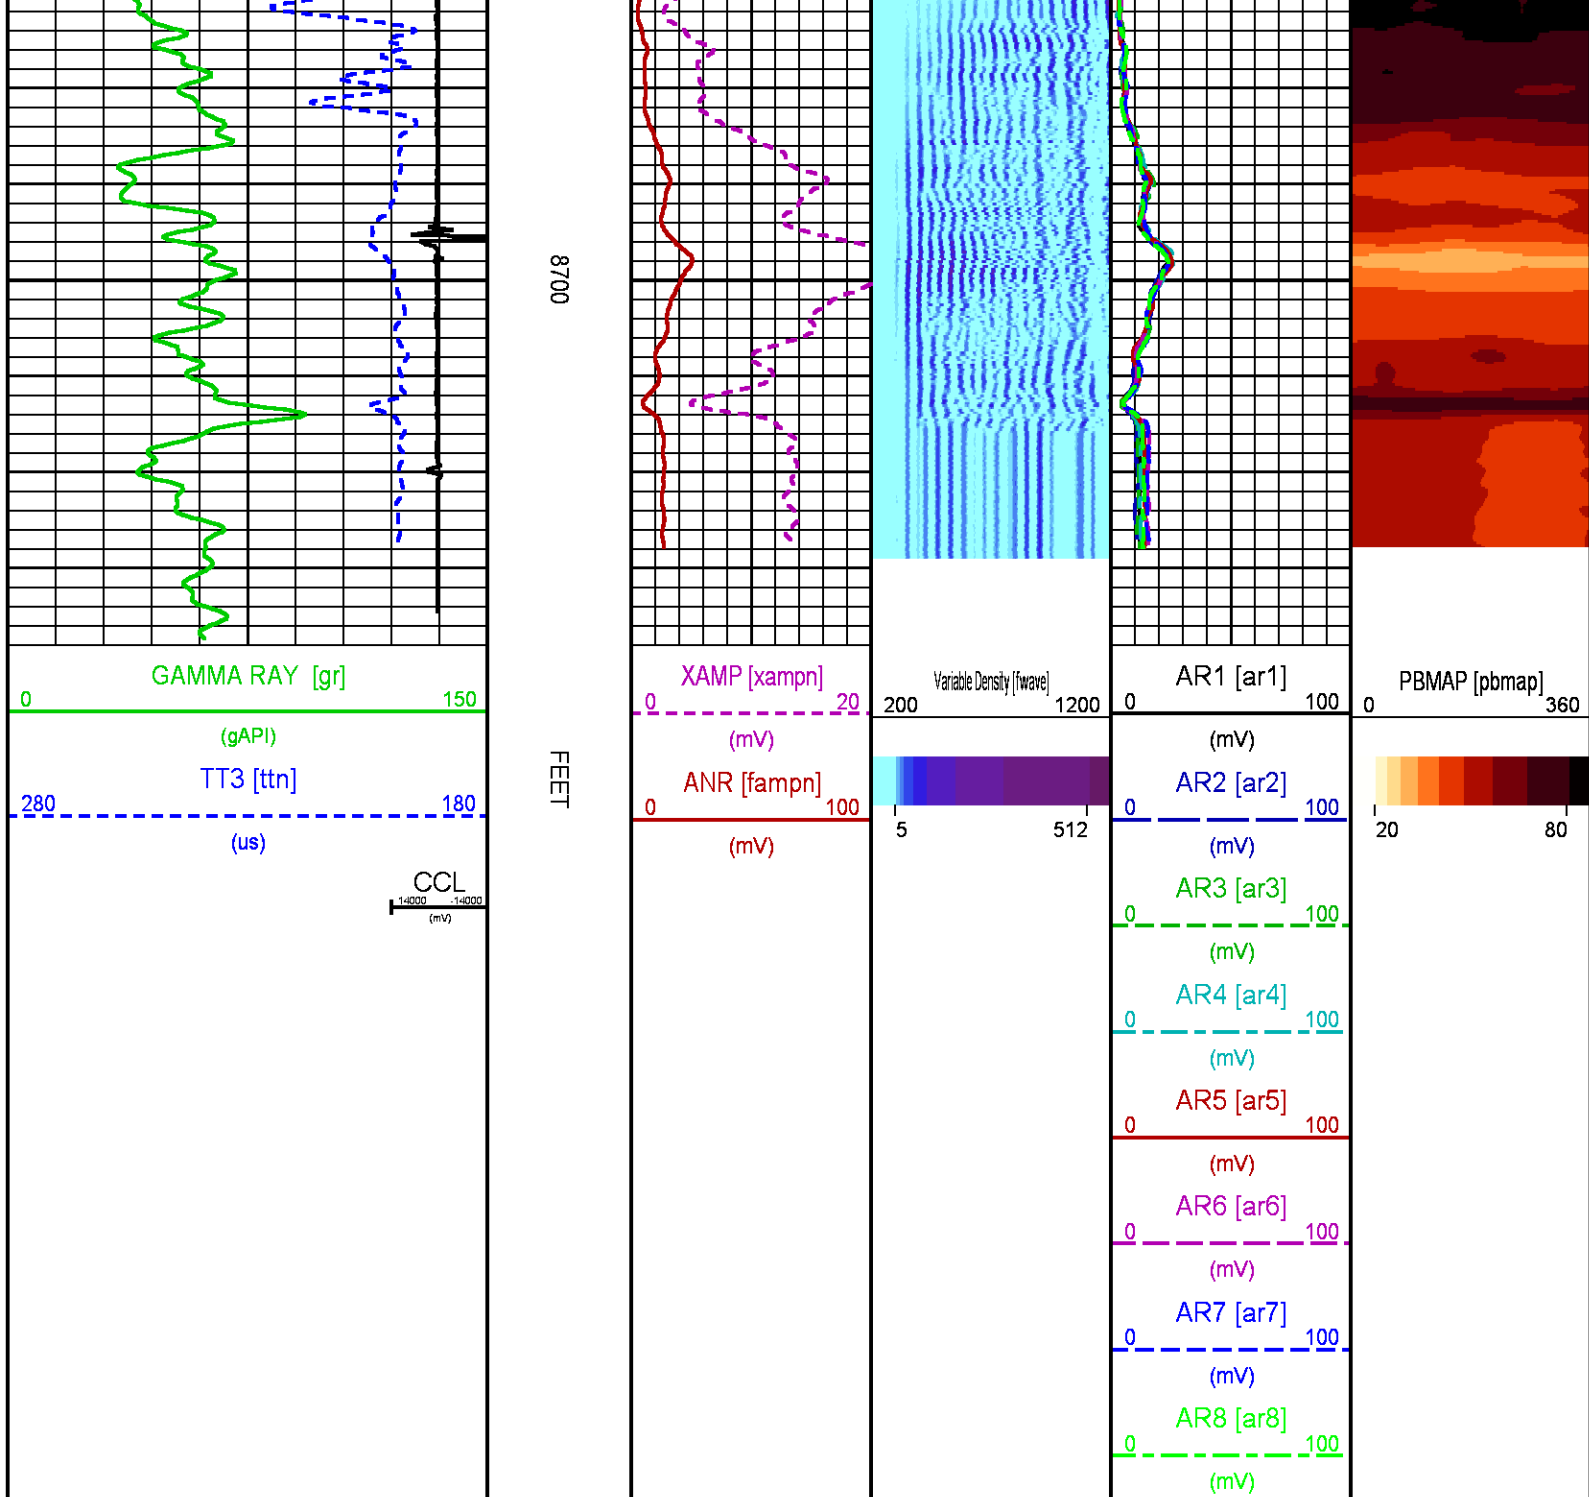 8700
FEET
GAMMA RAY [gr]
0 150
(gAPI)
TT3 [ttn]
280 180
(us)
CCL
14000 -14000
(mV)
XAMP [xampn]
0 20
(mV)
ANR [fampn]
0 100
(mV)
Variable Density [fwave]
200 1200
5 512
AR1 [ar1]
0 100
(mV)
AR2 [ar2]
0 100
(mV)
AR3 [ar3]
0 100
(mV)
AR4 [ar4]
0 100
(mV)
AR5 [ar5]
0 100
(mV)
AR6 [ar6]
0 100
(mV)
AR7 [ar7]
0 100
(mV)
AR8 [ar8]
0 100
(mV)
PBMAP [pbmap]
0 360
20 80